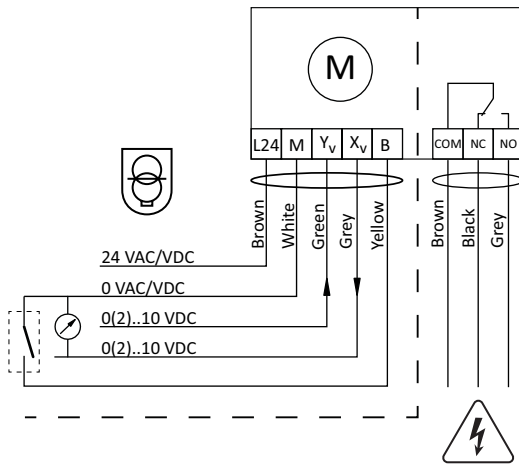 M
L24 M Yv Xv B COM NC NO
Brown White Green Grey Yellow Brown Black Grey
24 VAC/VDC
0 VAC/VDC
0(2)..10 VDC
0(2)..10 VDC